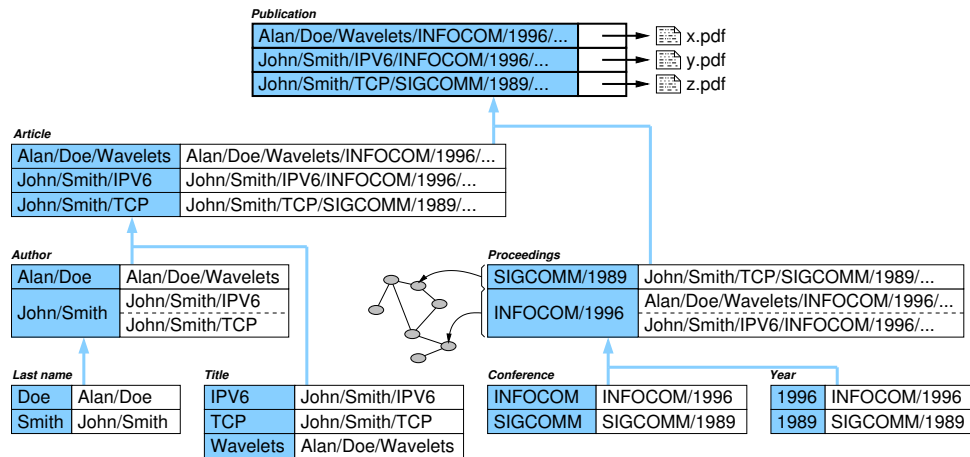 Publication
Alan/Doe/Wavelets/INFOCOM/1996/...
x.pdf
John/Smith/IPV6/INFOCOM/1996/...
y.pdf
John/Smith/TCP/SIGCOMM/1989/...
z.pdf
Article
Alan/Doe/Wavelets Alan/Doe/Wavelets/INFOCOM/1996/...
John/Smith/IPV6 John/Smith/IPV6/INFOCOM/1996/...
John/Smith/TCP John/Smith/TCP/SIGCOMM/1989/...
Author
Alan/Doe Alan/Doe/Wavelets
John/Smith
John/Smith/IPV6
John/Smith/TCP
Proceedings
SIGCOMM/1989 John/Smith/TCP/SIGCOMM/1989/...
INFOCOM/1996
Alan/Doe/Wavelets/INFOCOM/1996/...
John/Smith/IPV6/INFOCOM/1996/...
Last name
Doe Alan/Doe
Smith John/Smith
Title
IPV6 John/Smith/IPV6
TCP John/Smith/TCP
Wavelets Alan/Doe/Wavelets
Conference
INFOCOM INFOCOM/1996
SIGCOMM SIGCOMM/1989
Year
1996 INFOCOM/1996
1989 SIGCOMM/1989